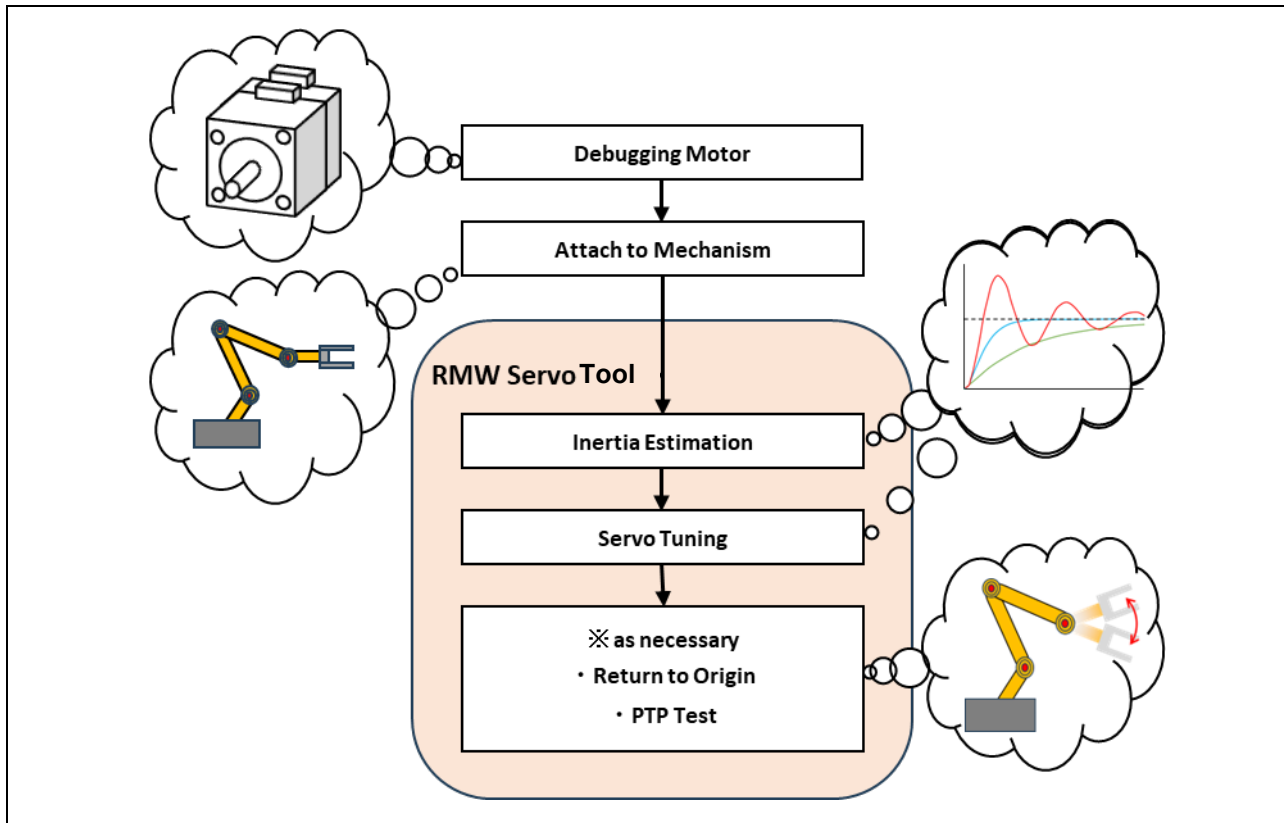 Debugging Motor
Attach to Mechanism
RMW Servo Tool
Inertia Estimation
Servo Tuning
※ as necessary
・ Return to Origin
・ PTP Test